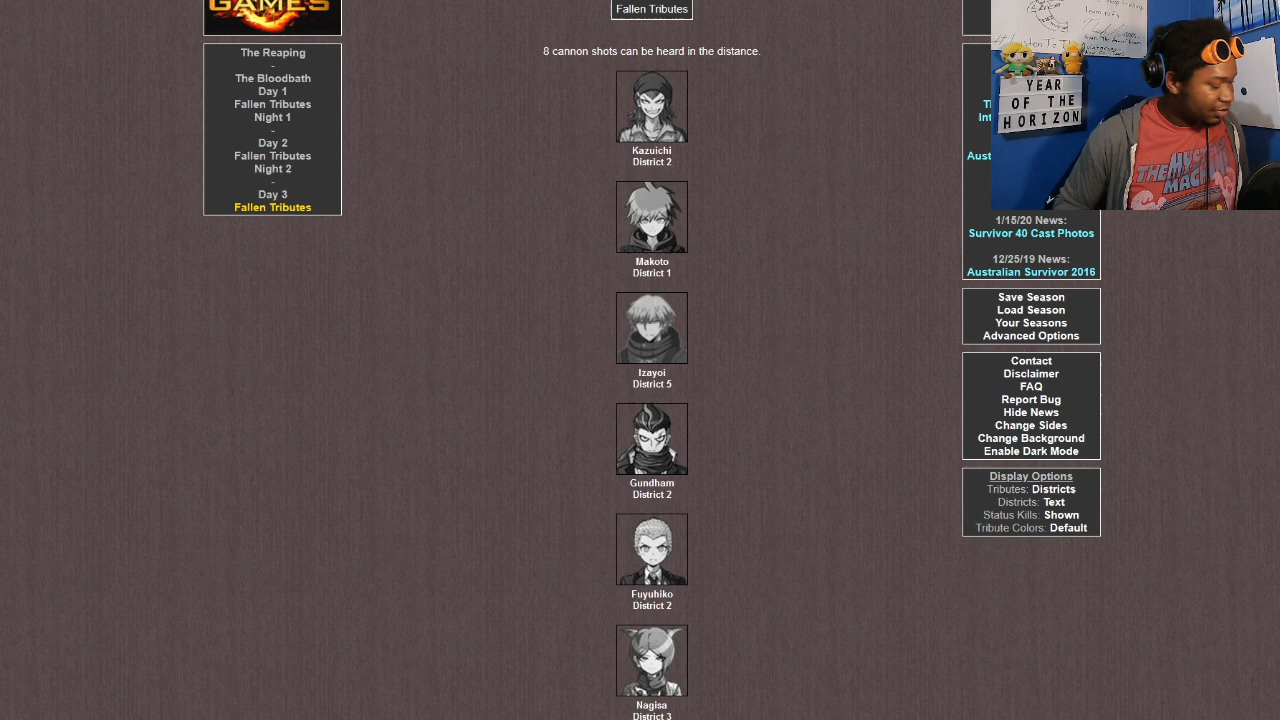 GAMES
The Reaping
-
The Bloodbath
Day 1
Fallen Tributes
Night 1
-
Day 2
Fallen Tributes
Night 2
-
Day 3
Fallen Tributes
Fallen Tributes
8 cannon shots can be heard in the distance.
Kazuichi
District 2
Makoto
District 1
Izayoi
District 5
Gundham
District 2
Fuyuhiko
District 2
Nagisa
District 3
YEAR
OF THE
HORIZON
1/15/20 News:
Survivor 40 Cast Photos
12/25/19 News:
Australian Survivor 2016
Save Season
Load Season
Your Seasons
Advanced Options
Contact
Disclaimer
FAQ
Report Bug
Hide News
Change Sides
Change Background
Enable Dark Mode
Display Options
Tributes: Districts
Districts: Text
Status Kills: Shown
Tribute Colors: Default